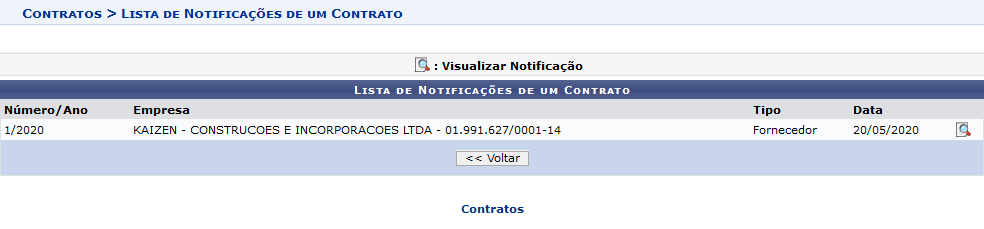 Contratos > Lista de Notificações de um Contrato
: Visualizar Notificação
Lista de Notificações de um Contrato
Número/Ano Empresa Tipo Data
1/2020 KAIZEN - CONSTRUCOES E INCORPORACOES LTDA - 01.991.627/0001-14 Fornecedor 20/05/2020
<< Voltar
Contratos